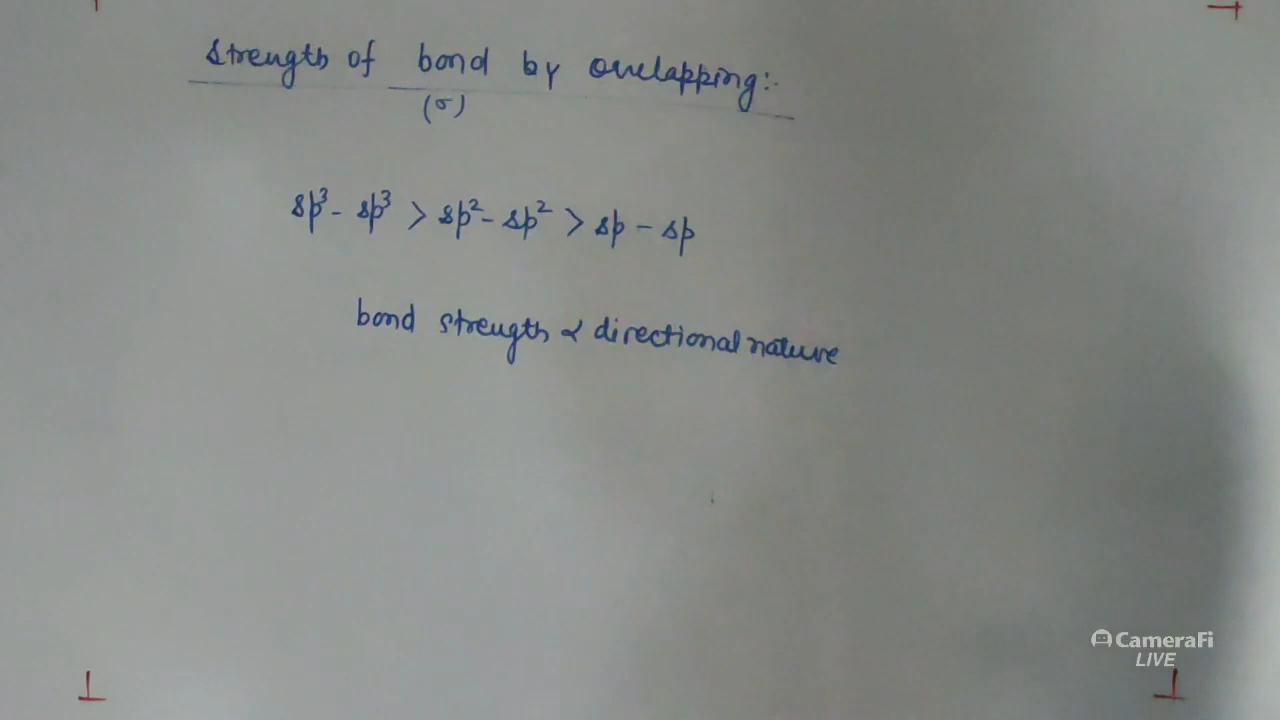 Strength of bond by overlapping:-
(σ)
sp³- sp³ > sp²- sp² > sp - sp
bond strength ∝ directional nature
CameraFi
LIVE